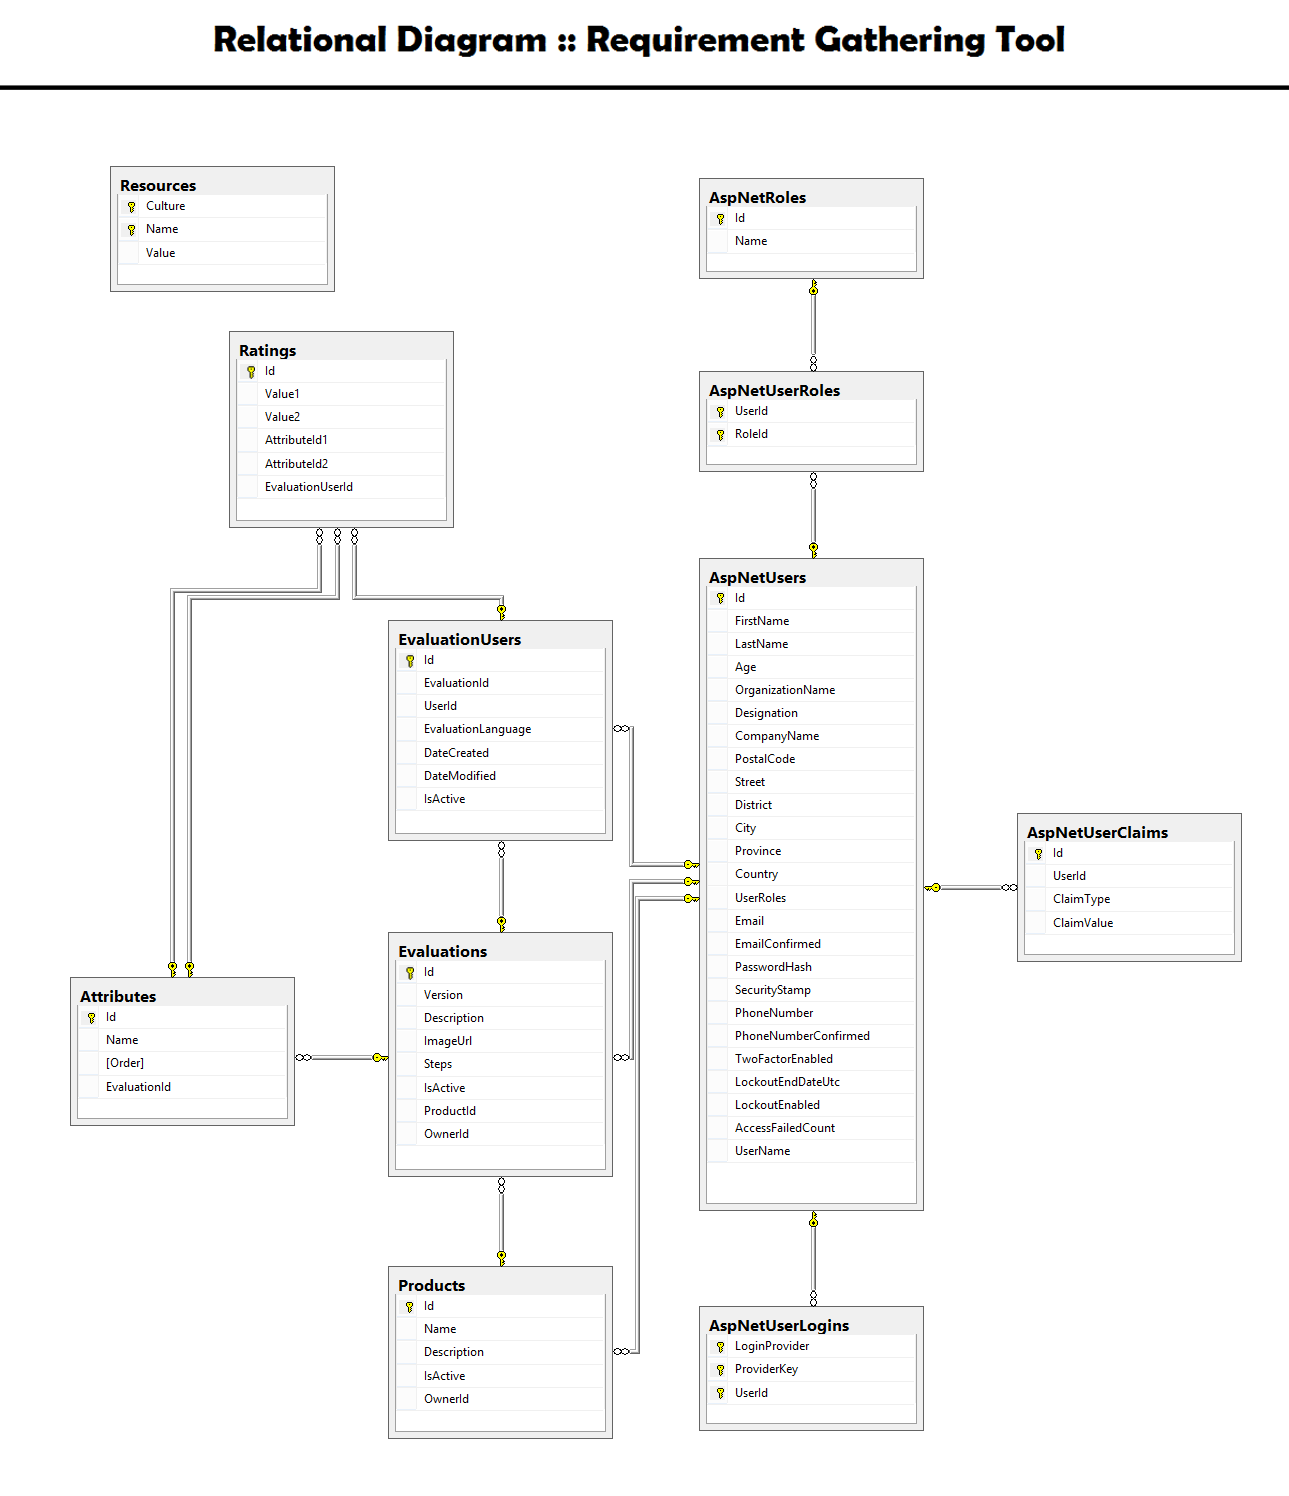 Relational Diagram :: Requirement Gathering Tool
Resources
Culture
Name
Value
AspNetRoles
Id
Name
Ratings
Id
Value1
Value2
AttributeId1
AttributeId2
EvaluationUserId
AspNetUserRoles
UserId
RoleId
EvaluationUsers
Id
EvaluationId
UserId
EvaluationLanguage
DateCreated
DateModified
IsActive
AspNetUsers
Id
FirstName
LastName
Age
OrganizationName
Designation
CompanyName
PostalCode
Street
District
City
Province
Country
UserRoles
Email
EmailConfirmed
PasswordHash
SecurityStamp
PhoneNumber
PhoneNumberConfirmed
TwoFactorEnabled
LockoutEndDateUtc
LockoutEnabled
AccessFailedCount
UserName
AspNetUserClaims
Id
UserId
ClaimType
ClaimValue
Attributes
Id
Name
[Order]
EvaluationId
Evaluations
Id
Version
Description
ImageUrl
Steps
IsActive
ProductId
OwnerId
Products
Id
Name
Description
IsActive
OwnerId
AspNetUserLogins
LoginProvider
ProviderKey
UserId